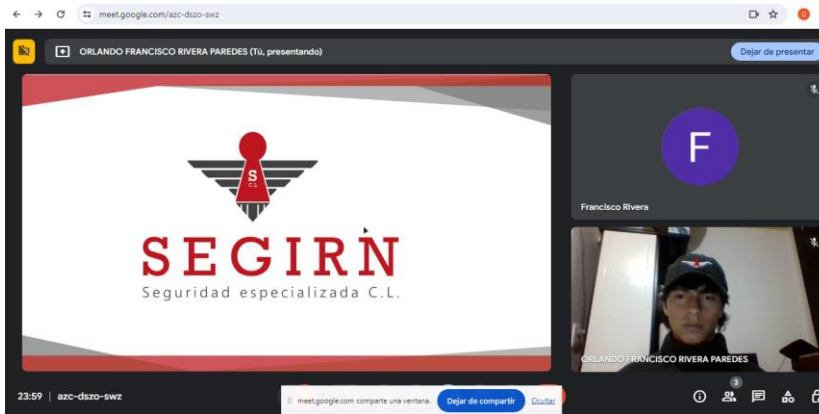 meet.google.com/azc-dszo-swz
O
ORLANDO FRANCISCO RIVERA PAREDES (Tú, presentando)
Dejar de presentar
S
C.L.
SEGIRN
Seguridad especializada C.L.
F
Francisco Rivera
ORLANDO FRANCISCO RIVERA PAREDES
23:59 | azc-dszo-swz
meet.google.com comparte una ventana.
Dejar de compartir
Ocultar
3